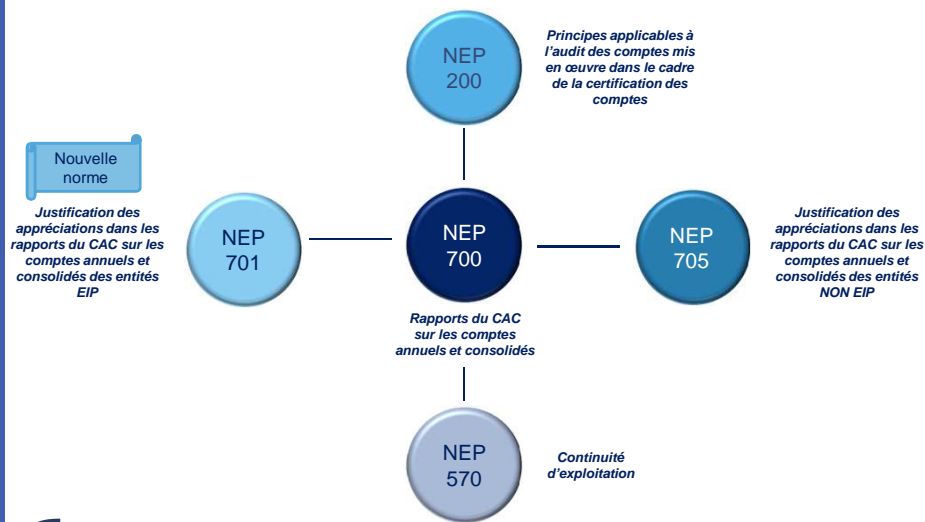 NEP
200
Principes applicables à
l'audit des comptes mis
en œuvre dans le cadre
de la certification des
comptes
Nouvelle
norme
Justification des
appréciations dans les
rapports du CAC sur les
comptes annuels et
consolidés des entités
EIP
NEP
701
NEP
700
Rapports du CAC
sur les comptes
annuels et consolidés
NEP
705
Justification des
appréciations dans les
rapports du CAC sur les
comptes annuels et
consolidés des entités
NON EIP
NEP
570
Continuité
d'exploitation